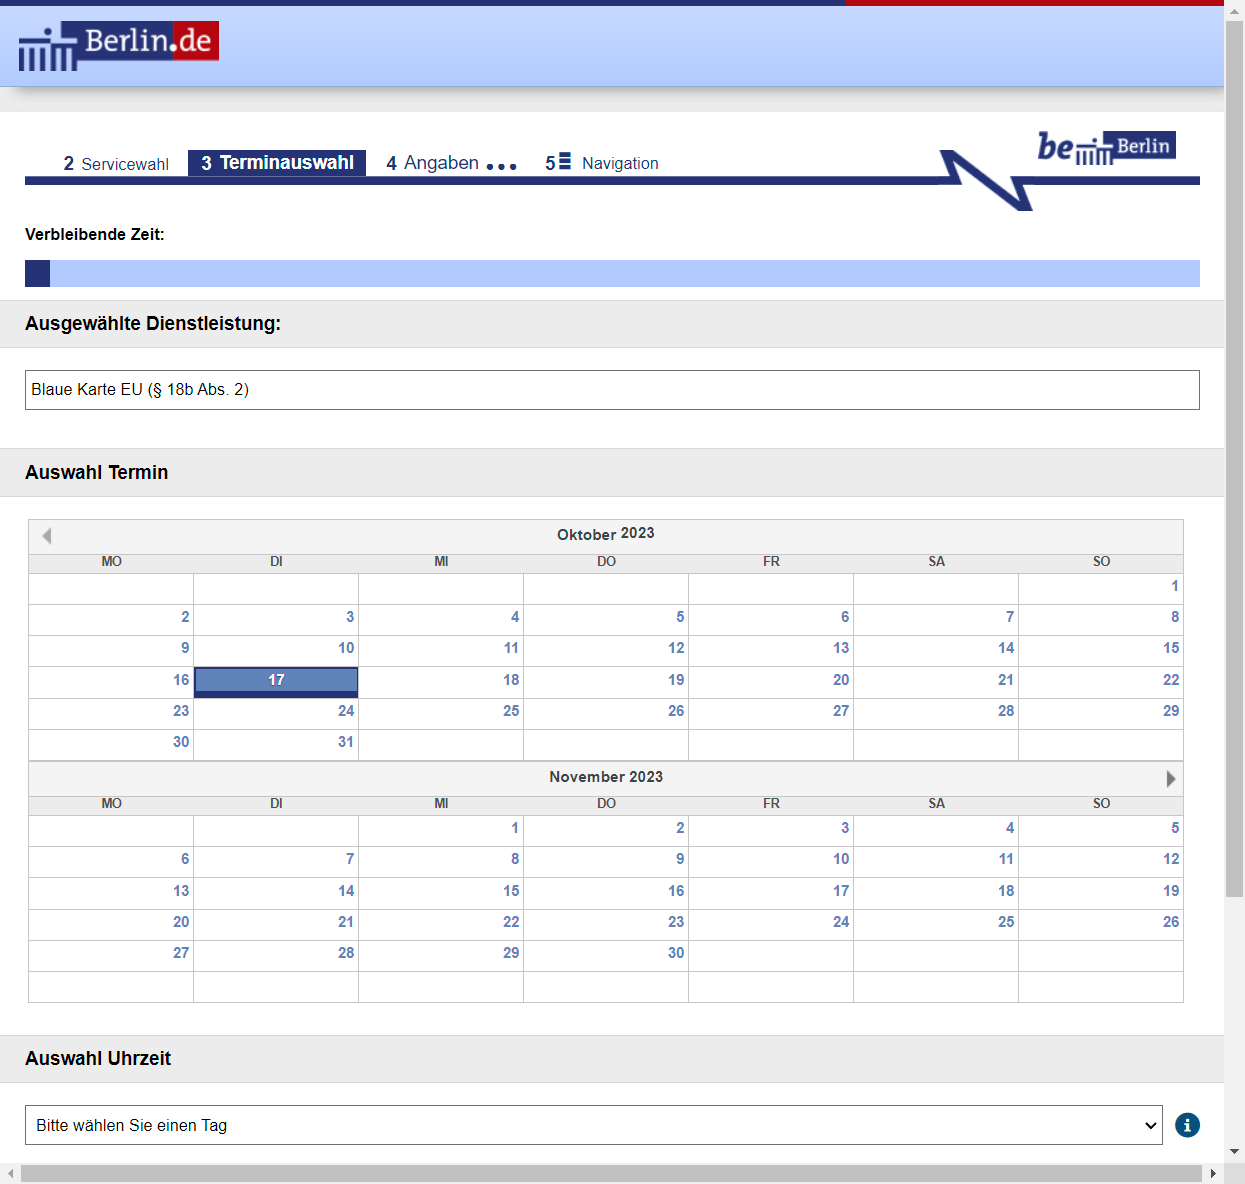 Berlin.de
be Berlin
2 Servicewahl 3 Terminauswahl 4 Angaben 5 Navigation
Verbleibende Zeit:
Ausgewählte Dienstleistung:
Blaue Karte EU (§ 18b Abs. 2)
Auswahl Termin
Oktober 2023
MO DI MI DO FR SA SO
1
2 3 4 5 6 7 8
9 10 11 12 13 14 15
16 17 18 19 20 21 22
23 24 25 26 27 28 29
30 31
November 2023
MO DI MI DO FR SA SO
1 2 3 4 5
6 7 8 9 10 11 12
13 14 15 16 17 18 19
20 21 22 23 24 25 26
27 28 29 30
Auswahl Uhrzeit
Bitte wählen Sie einen Tag